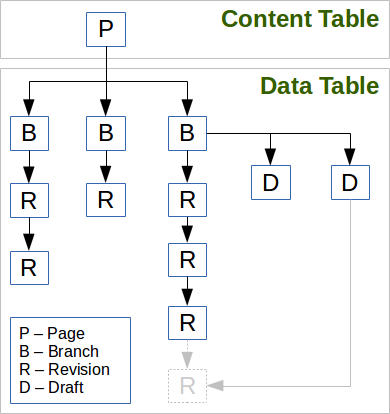 Content Table
P
Data Table
B B B
D D
R R R
R R
R
R
P – Page
B – Branch
R – Revision
D – Draft